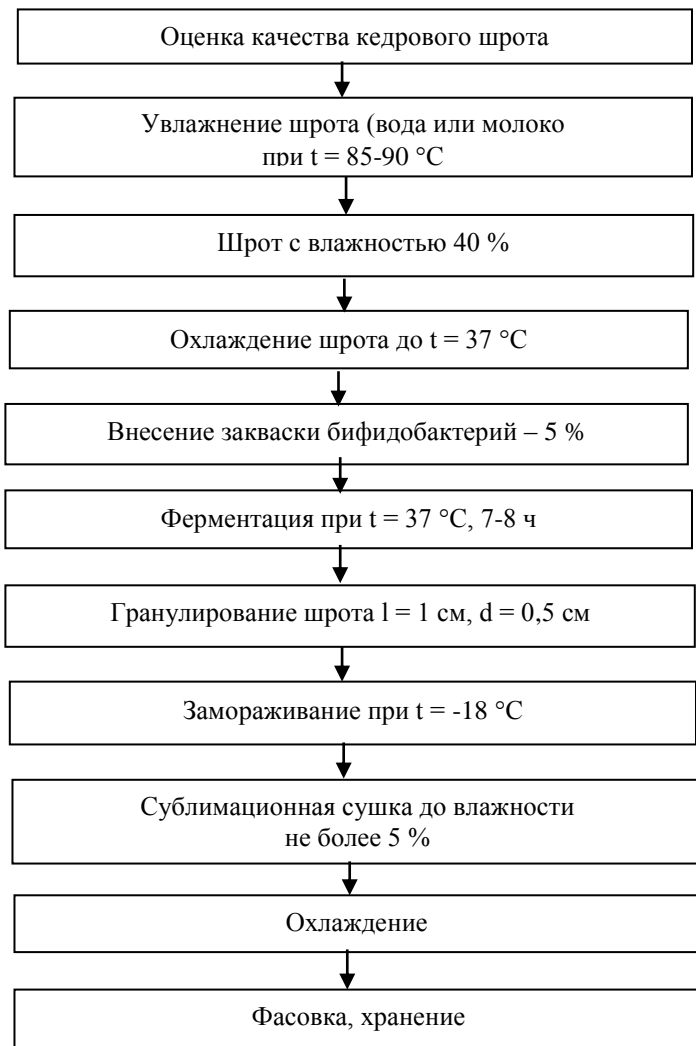 Оценка качества кедрового шрота
Увлажнение шрота (вода или молоко
при t = 85-90 °С
Шрот с влажностью 40 %
Охлаждение шрота до t = 37 °С
Внесение закваски бифидобактерий – 5 %
Ферментация при t = 37 °С, 7-8 ч
Гранулирование шрота l = 1 см, d = 0,5 см
Замораживание при t = -18 °С
Сублимационная сушка до влажности
не более 5 %
Охлаждение
Фасовка, хранение